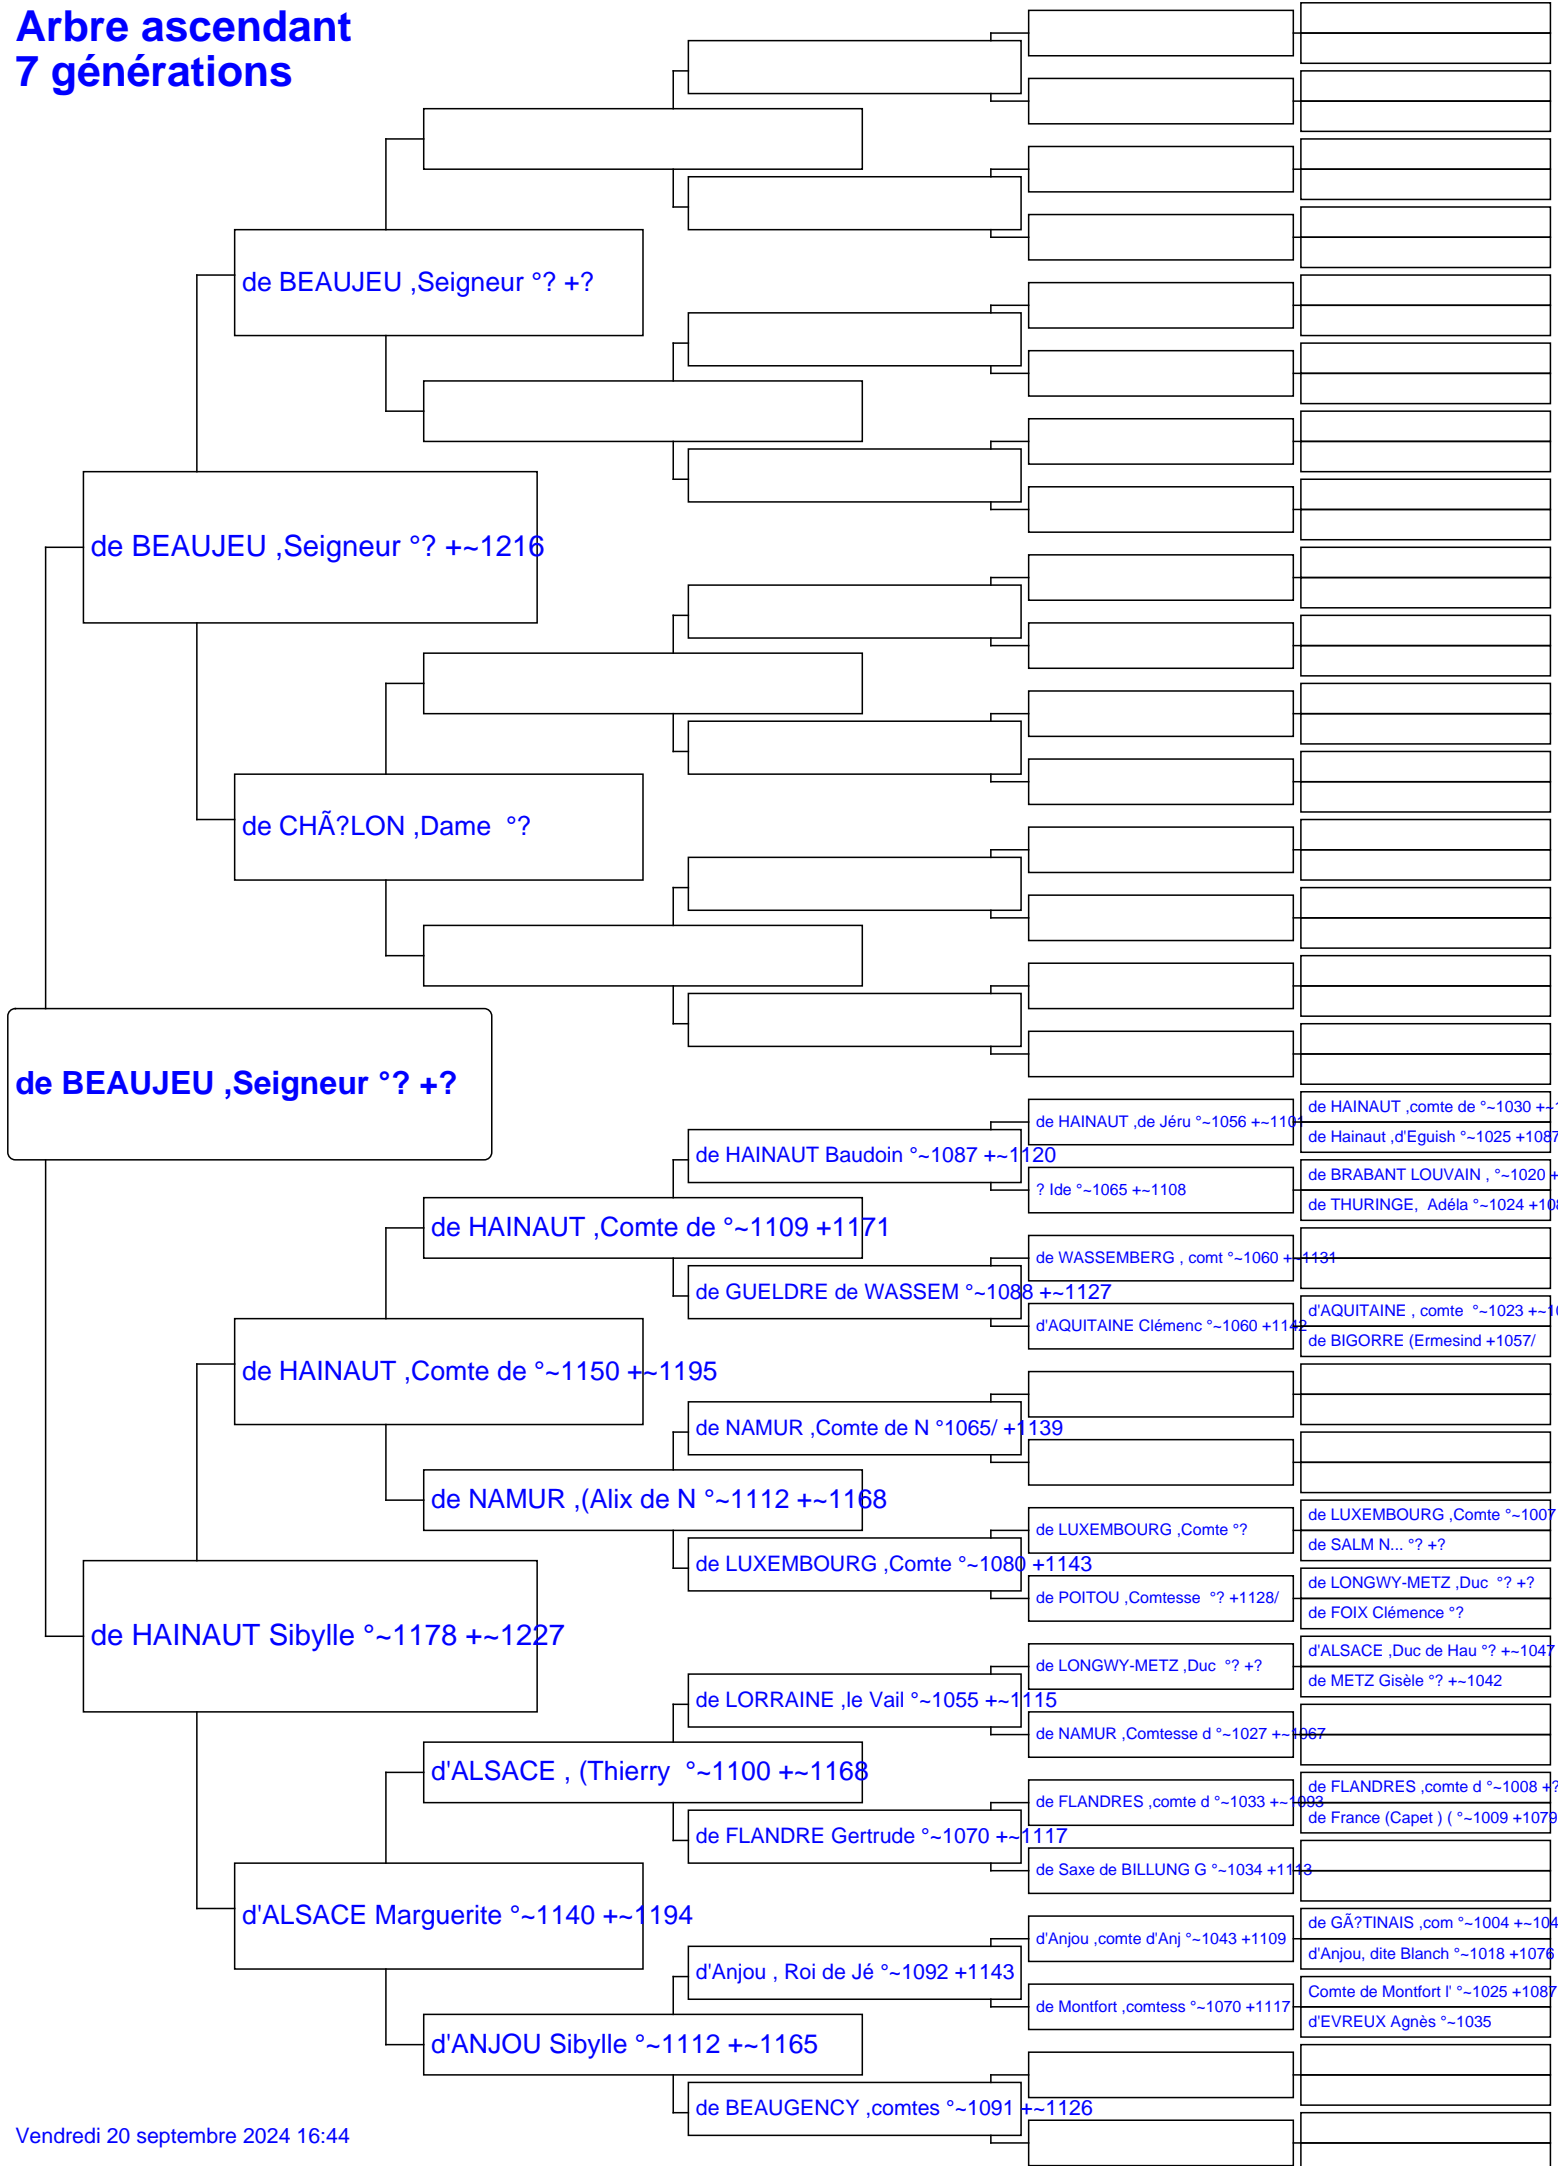 Arbre ascendant
7 générations
de BEAUJEU ,Seigneur °? +?
de BEAUJEU ,Seigneur °? +~1216
de CHÃ?LON ,Dame  °?
de BEAUJEU ,Seigneur °? +?
de HAINAUT ,de Jéru °~1056 +~1101
de HAINAUT ,comte de °~1030 +~1
de Hainaut ,d'Eguish °~1025 +1087
de HAINAUT Baudoin °~1087 +~1120
? Ide °~1065 +~1108
de BRABANT LOUVAIN , °~1020 +
de THURINGE,  Adéla °~1024 +108
de HAINAUT ,Comte de °~1109 +1171
de WASSEMBERG , comt °~1060 +~1131
de GUELDRE de WASSEM °~1088 +~1127
d'AQUITAINE Clémenc °~1060 +1142
d'AQUITAINE , comte  °~1023 +~10
de BIGORRE (Ermesind +1057/
de HAINAUT ,Comte de °~1150 +~1195
de NAMUR ,Comte de N °1065/ +1139
de NAMUR ,(Alix de N °~1112 +~1168
de LUXEMBOURG ,Comte °?
de LUXEMBOURG ,Comte °~1007
de SALM N... °? +?
de LUXEMBOURG ,Comte °~1080 +1143
de POITOU ,Comtesse  °? +1128/
de LONGWY-METZ ,Duc  °? +?
de FOIX Clémence °?
de HAINAUT Sibylle °~1178 +~1227
de LONGWY-METZ ,Duc  °? +?
d'ALSACE ,Duc de Hau °? +~1047
de METZ Gisèle °? +~1042
de LORRAINE ,le Vail °~1055 +~1115
de NAMUR ,Comtesse d °~1027 +~1067
d'ALSACE , (Thierry  °~1100 +~1168
de FLANDRES ,comte d °~1033 +~1093
de FLANDRES ,comte d °~1008 +?
de France (Capet ) ( °~1009 +1079
de FLANDRE Gertrude °~1070 +~1117
de Saxe de BILLUNG G °~1034 +1113
d'ALSACE Marguerite °~1140 +~1194
d'Anjou ,comte d'Anj °~1043 +1109
de GÃ?TINAIS ,com °~1004 +~104
d'Anjou, dite Blanch °~1018 +1076
d'Anjou , Roi de Jé °~1092 +1143
de Montfort ,comtess °~1070 +1117
Comte de Montfort l' °~1025 +1087
d'EVREUX Agnès °~1035
d'ANJOU Sibylle °~1112 +~1165
de BEAUGENCY ,comtes °~1091 +~1126
Vendredi 20 septembre 2024 16:44